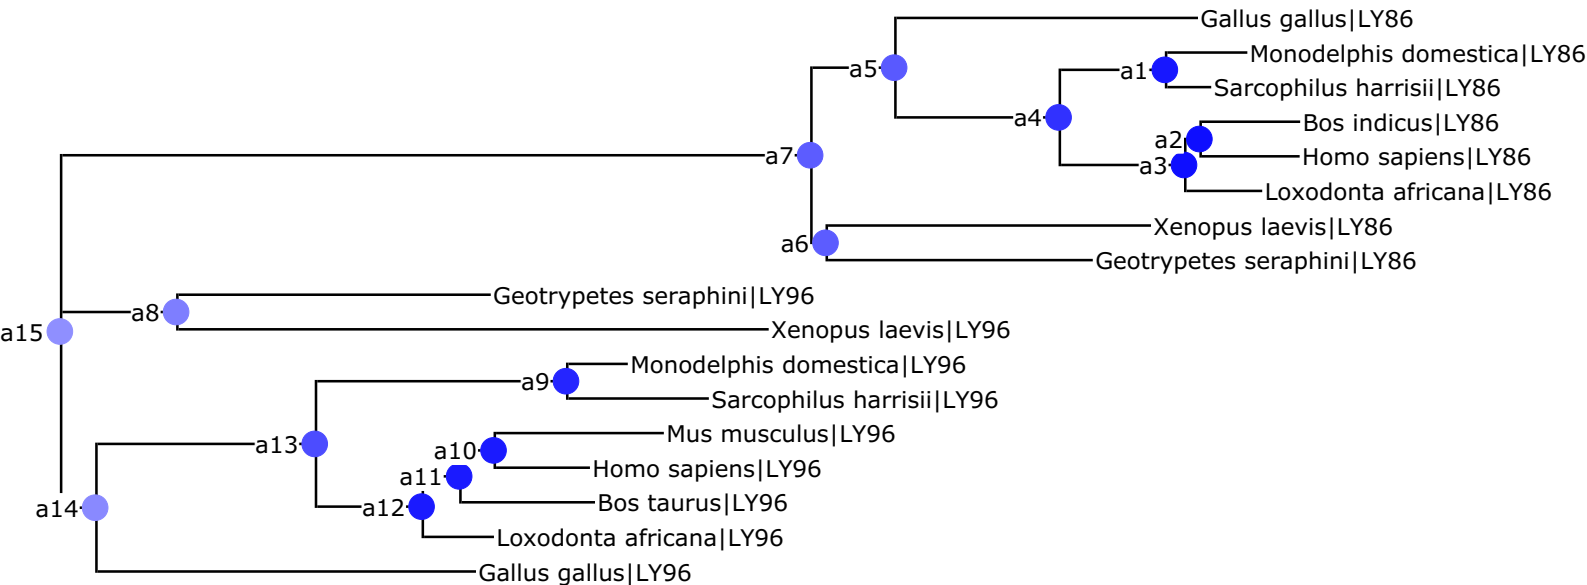 Gallus gallus|LY86
Monodelphis domestica|LY86
a5
a1
Sarcophilus harrisii|LY86
a4
Bos indicus|LY86
a2
Homo sapiens|LY86
a7
a3
Loxodonta africana|LY86
Xenopus laevis|LY86
a6
Geotrypetes seraphini|LY86
Geotrypetes seraphini|LY96
a8
a15
Xenopus laevis|LY96
Monodelphis domestica|LY96
a9
Sarcophilus harrisii|LY96
Mus musculus|LY96
a13
a10
Homo sapiens|LY96
a11
Bos taurus|LY96
a14
a12
Loxodonta africana|LY96
Gallus gallus|LY96